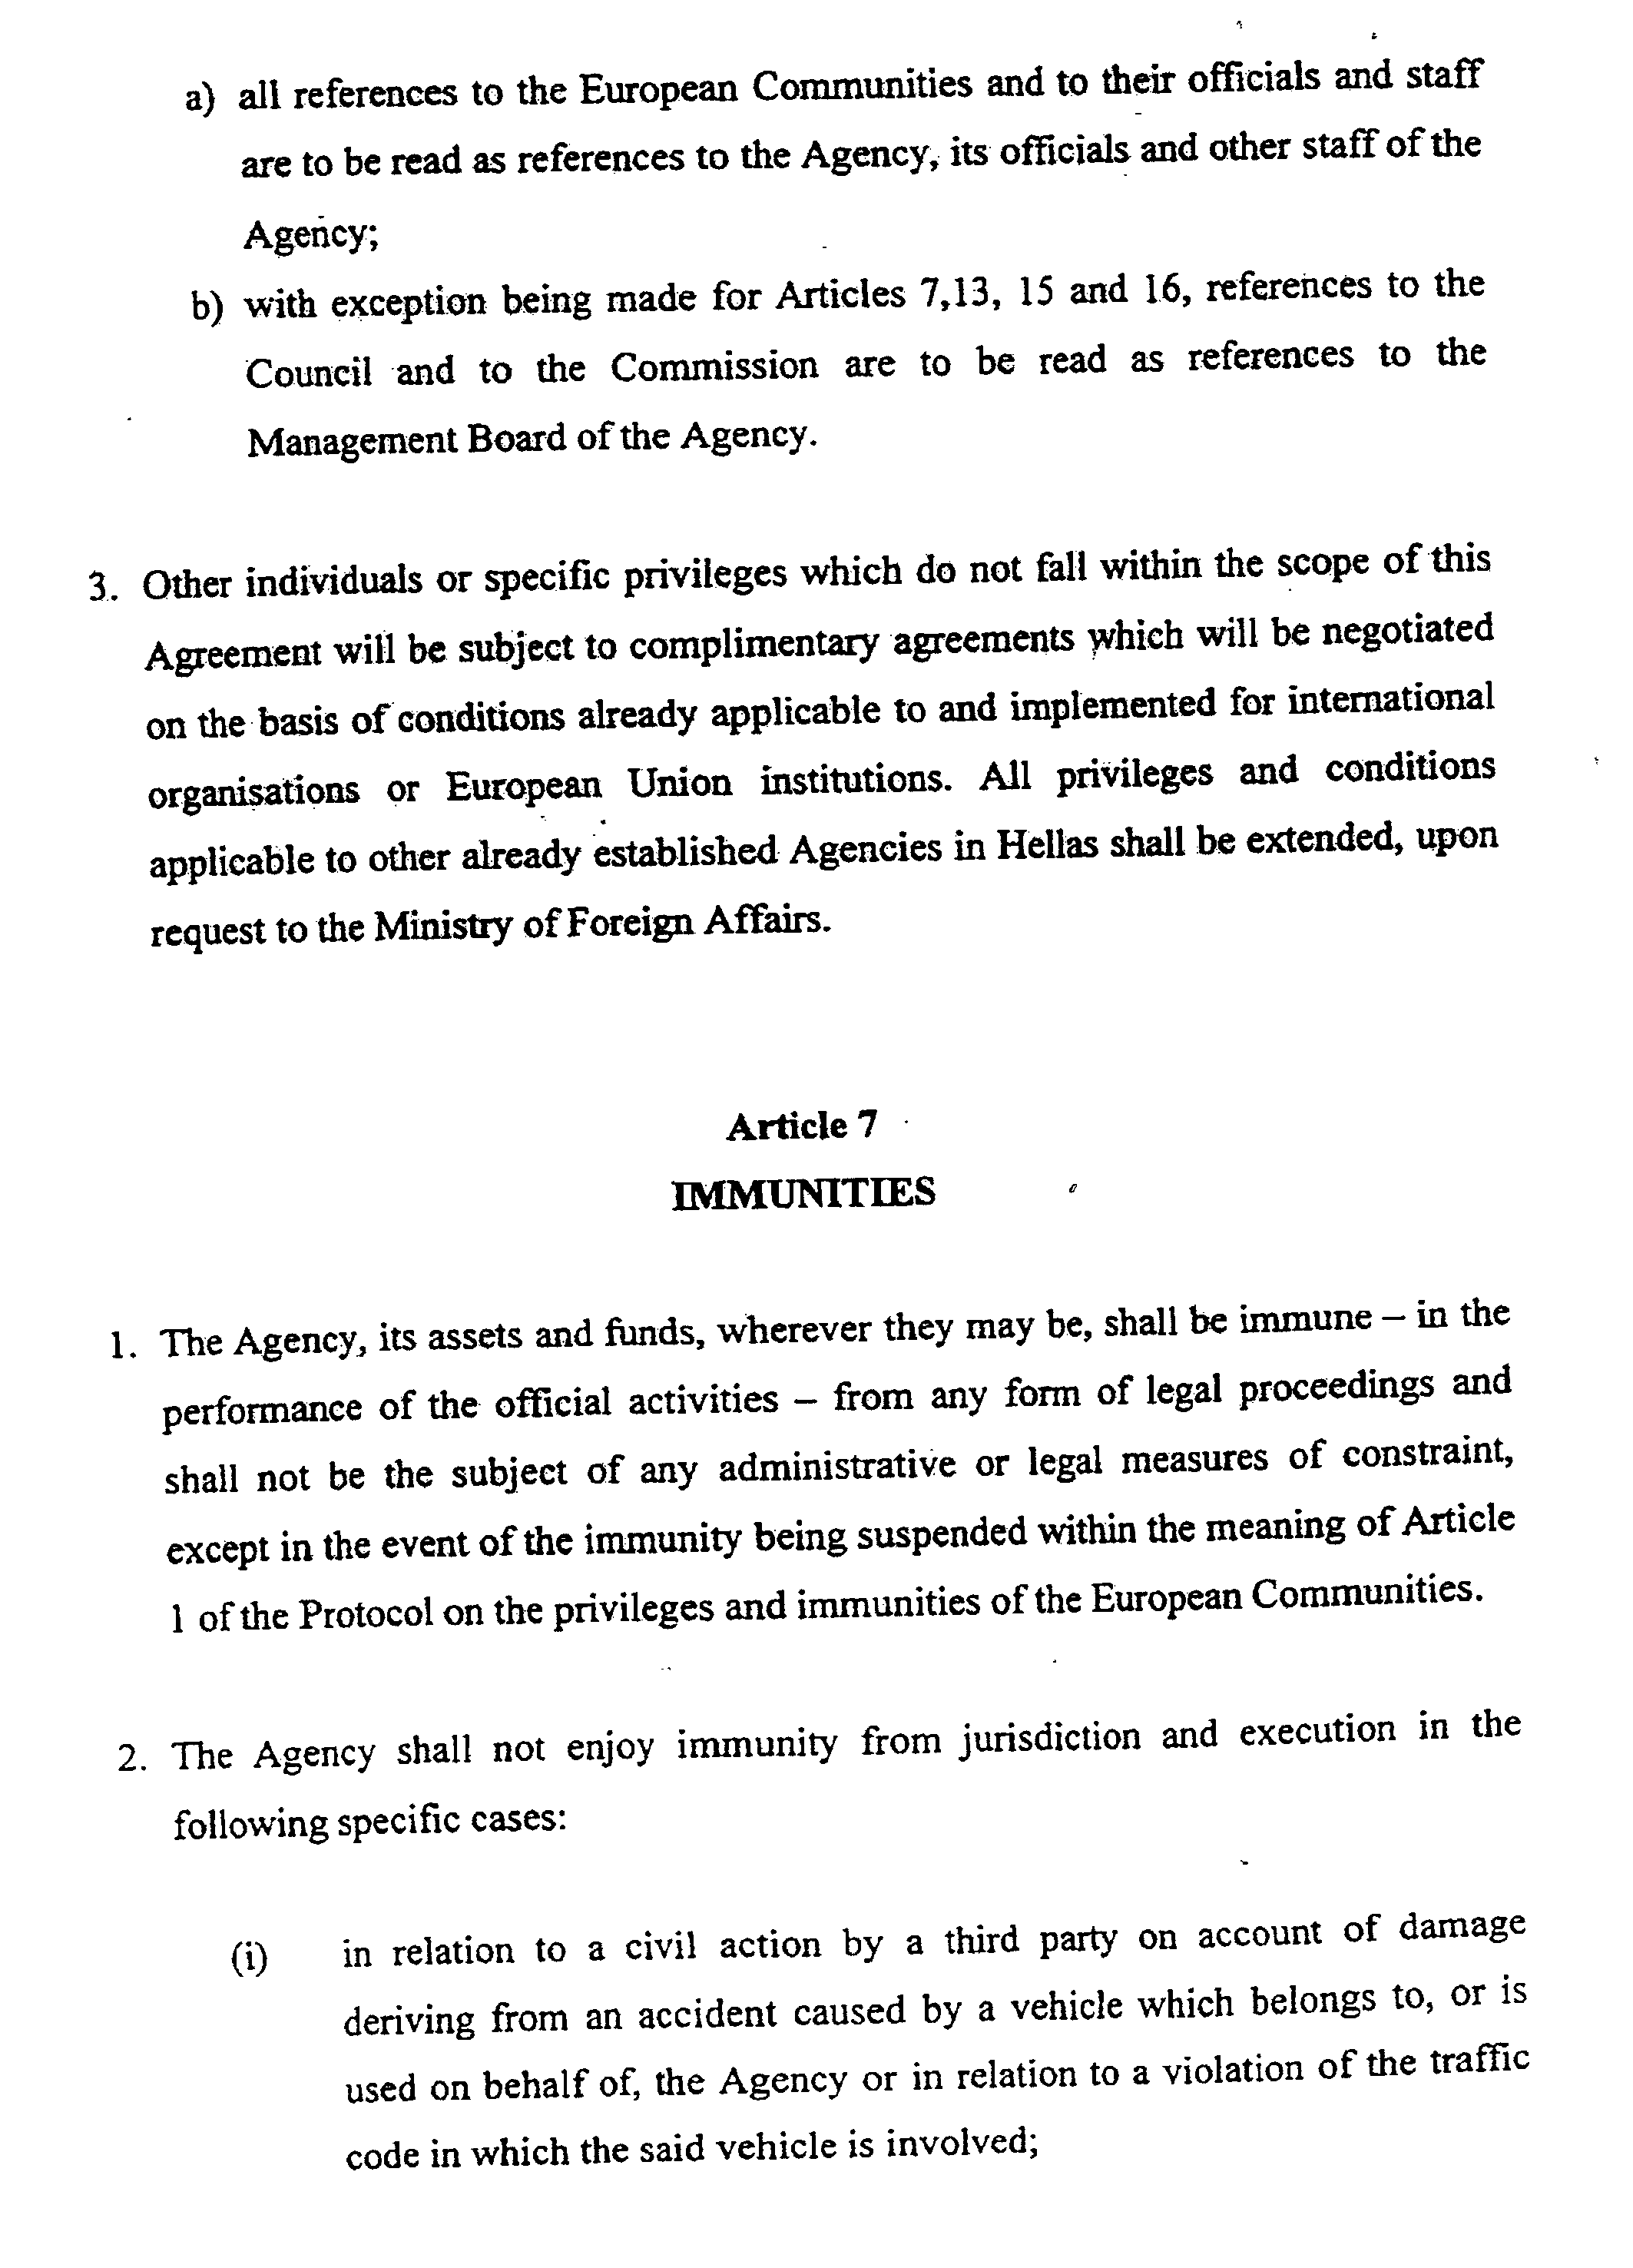 a) all references to the European Communities and to their officials and staff
are to be read as references to the Agency, its officials and other staff of the
Agency;
b) with exception being made for Articles 7,13, 15 and 16, references to the
Council and to the Commission are to be read as references to the
Management Board of the Agency.
3. Other individuals or specific privileges which do not fall within the scope of this
Agreement will be subject to complimentary agreements which will be negotiated
on the basis of conditions already applicable to and implemented for international
organisations or European Union institutions. All privileges and conditions
applicable to other already established Agencies in Hellas shall be extended, upon
request to the Ministry of Foreign Affairs.
Article 7
IMMUNITIES
1. The Agency, its assets and funds, wherever they may be, shall be immune – in the
performance of the official activities – from any form of legal proceedings and
shall not be the subject of any administrative or legal measures of constraint,
except in the event of the immunity being suspended within the meaning of Article
1 of the Protocol on the privileges and immunities of the European Communities.
2. The Agency shall not enjoy immunity from jurisdiction and execution in the
following specific cases:
(i) in relation to a civil action by a third party on account of damage
deriving from an accident caused by a vehicle which belongs to, or is
used on behalf of, the Agency or in relation to a violation of the traffic
code in which the said vehicle is involved;